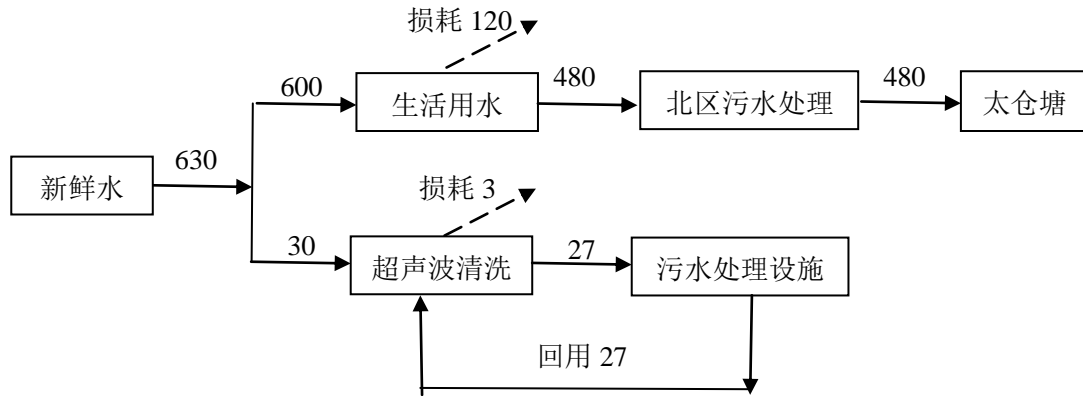 损耗 120
600
生活用水
480
北区污水处理
480
太仓塘
新鲜水
630
损耗 3
30
超声波清洗
27
污水处理设施
回用 27